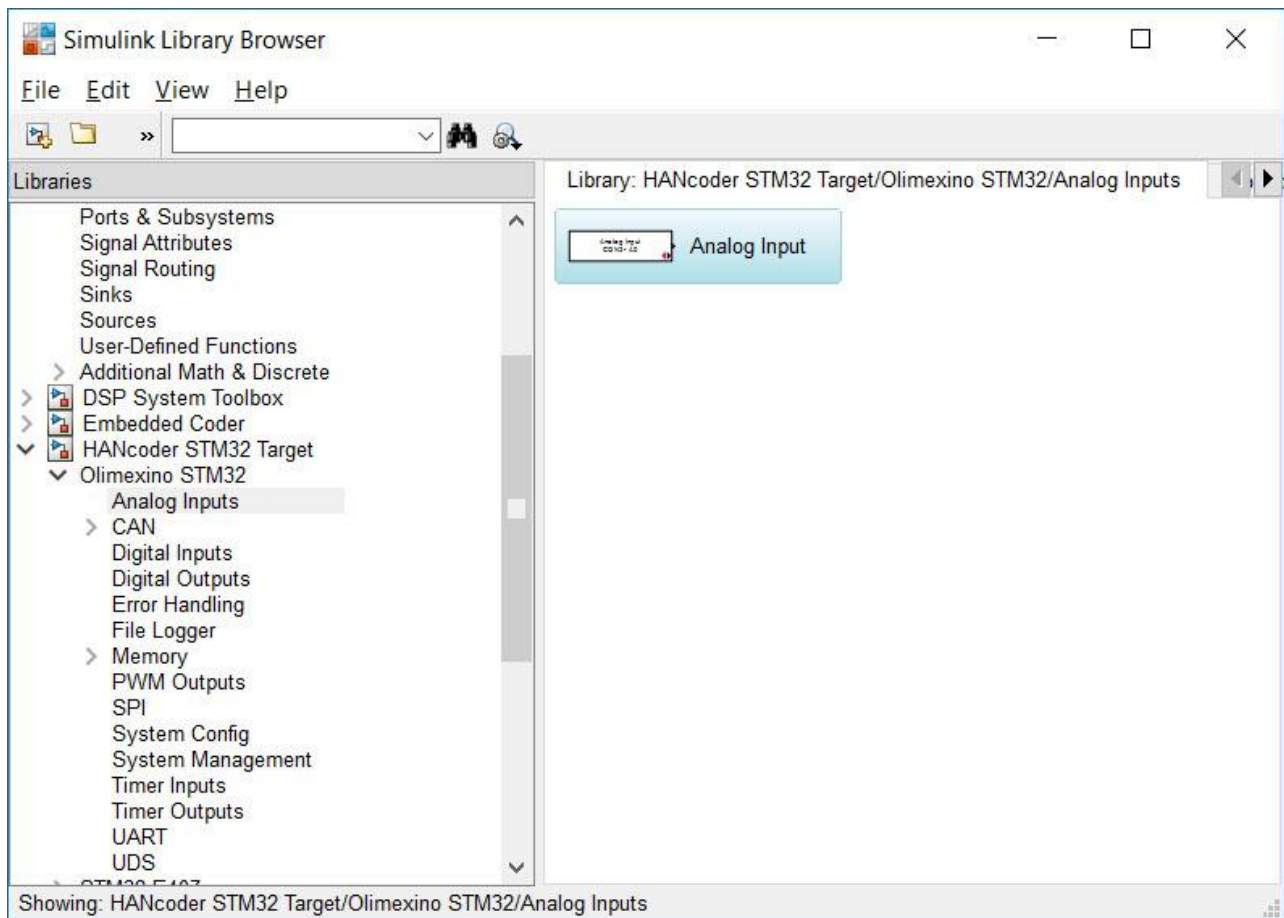 Simulink Library Browser
File Edit View Help
»
Libraries
Library: HANcoder STM32 Target/Olimexino STM32/Analog Inputs
Ports & Subsystems
Signal Attributes
Signal Routing
Sinks
Sources
User-Defined Functions
Additional Math & Discrete
DSP System Toolbox
Embedded Coder
HANcoder STM32 Target
Olimexino STM32
Analog Inputs
CAN
Digital Inputs
Digital Outputs
Error Handling
File Logger
Memory
PWM Outputs
SPI
System Config
System Management
Timer Inputs
Timer Outputs
UART
UDS
Analog Input
Analog Input
Showing: HANcoder STM32 Target/Olimexino STM32/Analog Inputs